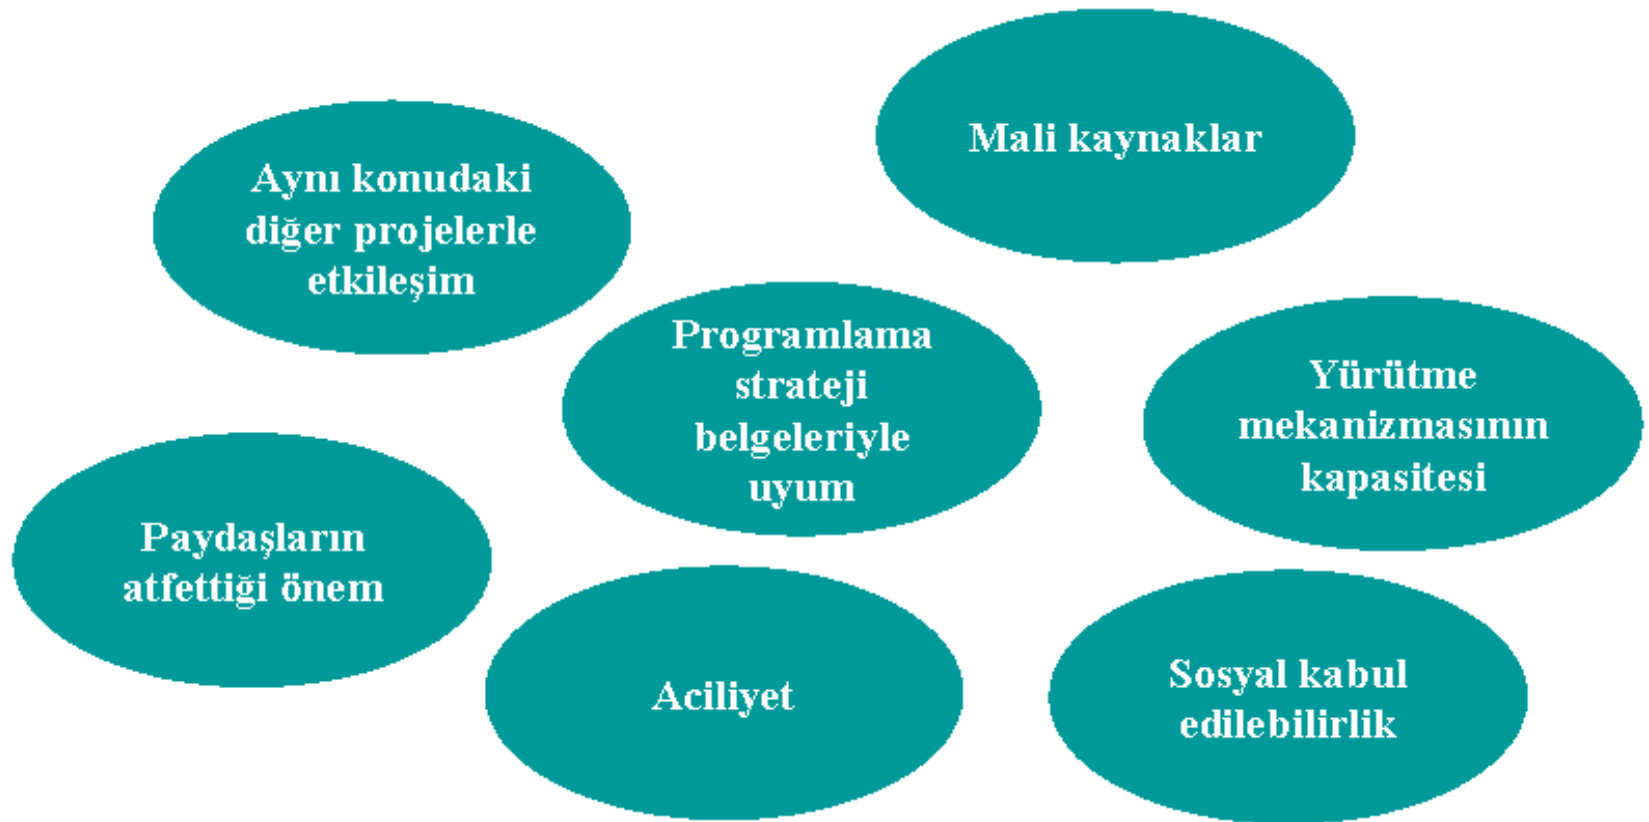 Mali kaynaklar
Aynı konudaki
diğer projelerle
etkileşim
Programlama
strateji
belgeleriyle
uyum
Yürütme
mekanizmasının
kapasitesi
Paydaşların
atfettiği önem
Aciliyet
Sosyal kabul
edilebilirlik